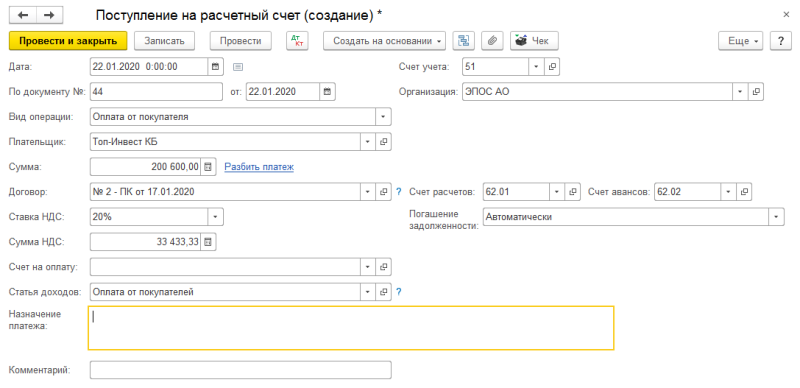 Поступление на расчетный счет (создание) *
Провести и закрыть Записать Провести Дт Кт Создать на основании Чек Еще ?
Дата: 22.01.2020 0:00:00 Счет учета: 51
По документу №: 44 от: 22.01.2020 Организация: ЭПОС АО
Вид операции: Оплата от покупателя
Плательщик: Топ-Инвест КБ
Сумма: 200 600,00 Разбить платеж
Договор: № 2 - ПК от 17.01.2020 ? Счет расчетов: 62.01 Счет авансов: 62.02
Ставка НДС: 20% Погашение задолженности: Автоматически
Сумма НДС: 33 433,33
Счет на оплату:
Статья доходов: Оплата от покупателей ?
Назначение
платежа:
Комментарий: